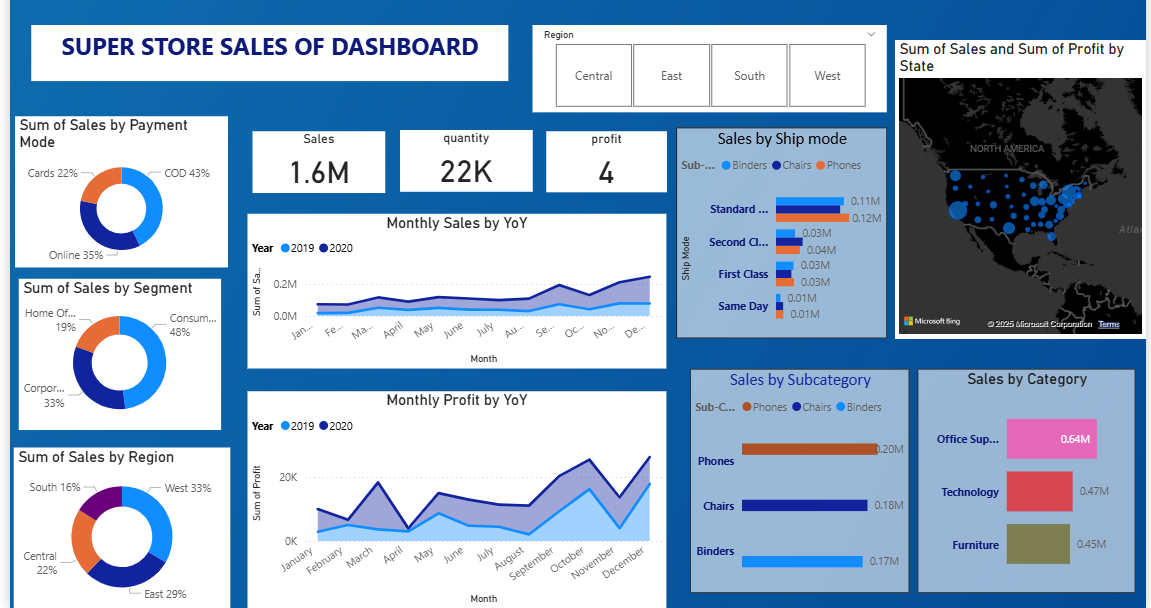 SUPER STORE SALES OF DASHBOARD
Region
Central
East
South
West
Sum of Sales and Sum of Profit by
State
NORTH AMERICA
Atla
Microsoft Bing
© 2025 Microsoft Corporation Terms
Sum of Sales by Payment
Mode
Cards 22%
COD 43%
Online 35%
Sales
1.6M
quantity
22K
profit
4
Sales by Ship mode
Sub-... Binders Chairs Phones
Ship Mode
Standard ...
0.11M
0.12M
Second Cl...
0.03M
0.04M
First Class
0.03M
0.03M
Same Day
0.01M
0.01M
Monthly Sales by YoY
Year 2019 2020
Sum of Sa...
0.2M
0.0M
Jan...
Fe...
Ma...
April
May
June
July
Au...
Se...
OC...
No...
De...
Month
Sum of Sales by Segment
Home Of...
19%
Consum...
48%
Corpor...
33%
Monthly Profit by YoY
Year 2019 2020
Sum of Profit
20K
0K
January
February
March
April
May
June
July
August
September
October
November
December
Month
Sum of Sales by Region
South 16%
West 33%
Central
22%
East 29%
Sales by Subcategory
Sub-C... Phones Chairs Binders
Phones
0.20M
Chairs
0.18M
Binders
0.17M
Sales by Category
Office Sup...
0.64M
Technology
0.47M
Furniture
0.45M